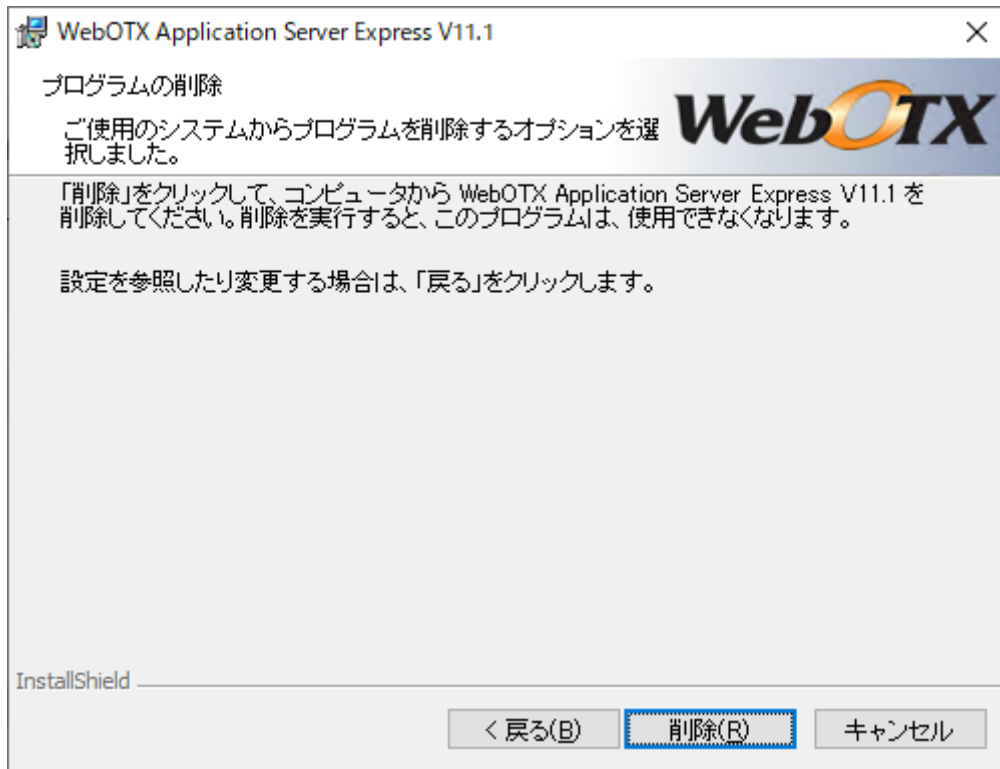 WebOTX Application Server Express V11.1
プログラムの削除
ご使用のシステムからプログラムを削除するオプションを選
択しました。
WebOTX
「削除」をクリックして、コンピュータから WebOTX Application Server Express V11.1 を
削除してください。削除を実行すると、このプログラムは、使用できなくなります。
設定を参照したり変更する場合は、「戻る」をクリックします。
InstallShield
< 戻る(B)
削除(R)
キャンセル